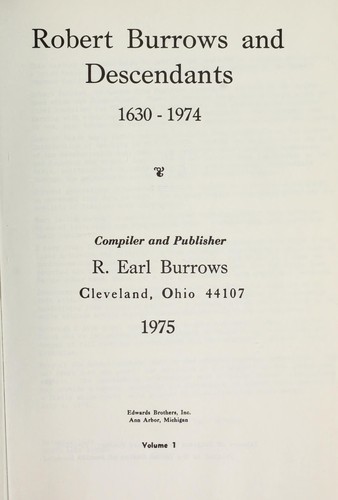 Robert Burrows and
Descendants
1630 - 1974
Compiler and Publisher
R. Earl Burrows
Cleveland, Ohio 44107
1975
Edwards Brothers, Inc.
Ann Arbor, Michigan
Volume 1